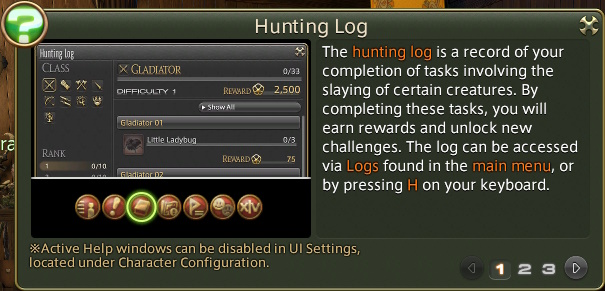 Hunting Log
Hunting Log
CLASS
GLADIATOR
0/33
DIFFICULTY 1
REWARD 2,500
Show All
Gladiator 01
Little Ladybug
0/3
REWARD 75
RANK
1
0/10
Gladiator 02
XIV
The hunting log is a record of your
completion of tasks involving the
slaying of certain creatures. By
completing these tasks, you will
earn rewards and unlock new
challenges. The log can be accessed
via Logs found in the main menu, or
by pressing H on your keyboard.
※Active Help windows can be disabled in UI Settings,
located under Character Configuration.
1 2 3